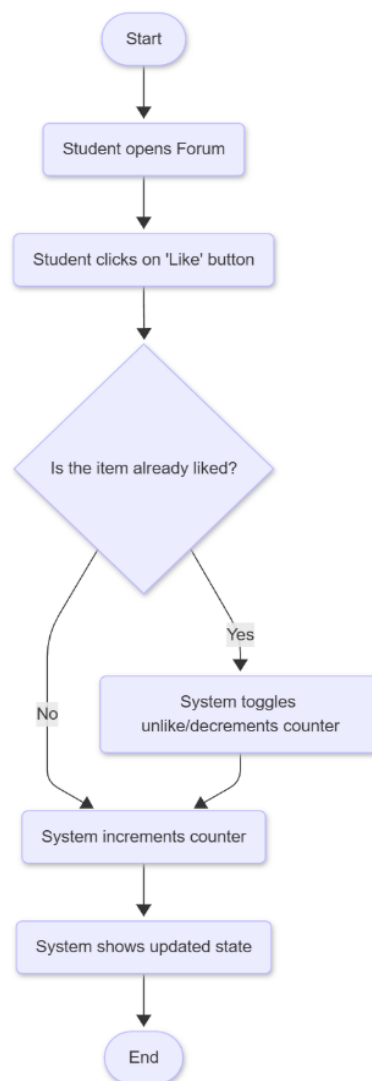 Start
Student opens Forum
Student clicks on 'Like' button
Is the item already liked?
Yes
No
System toggles
unlike/decrements counter
System increments counter
System shows updated state
End